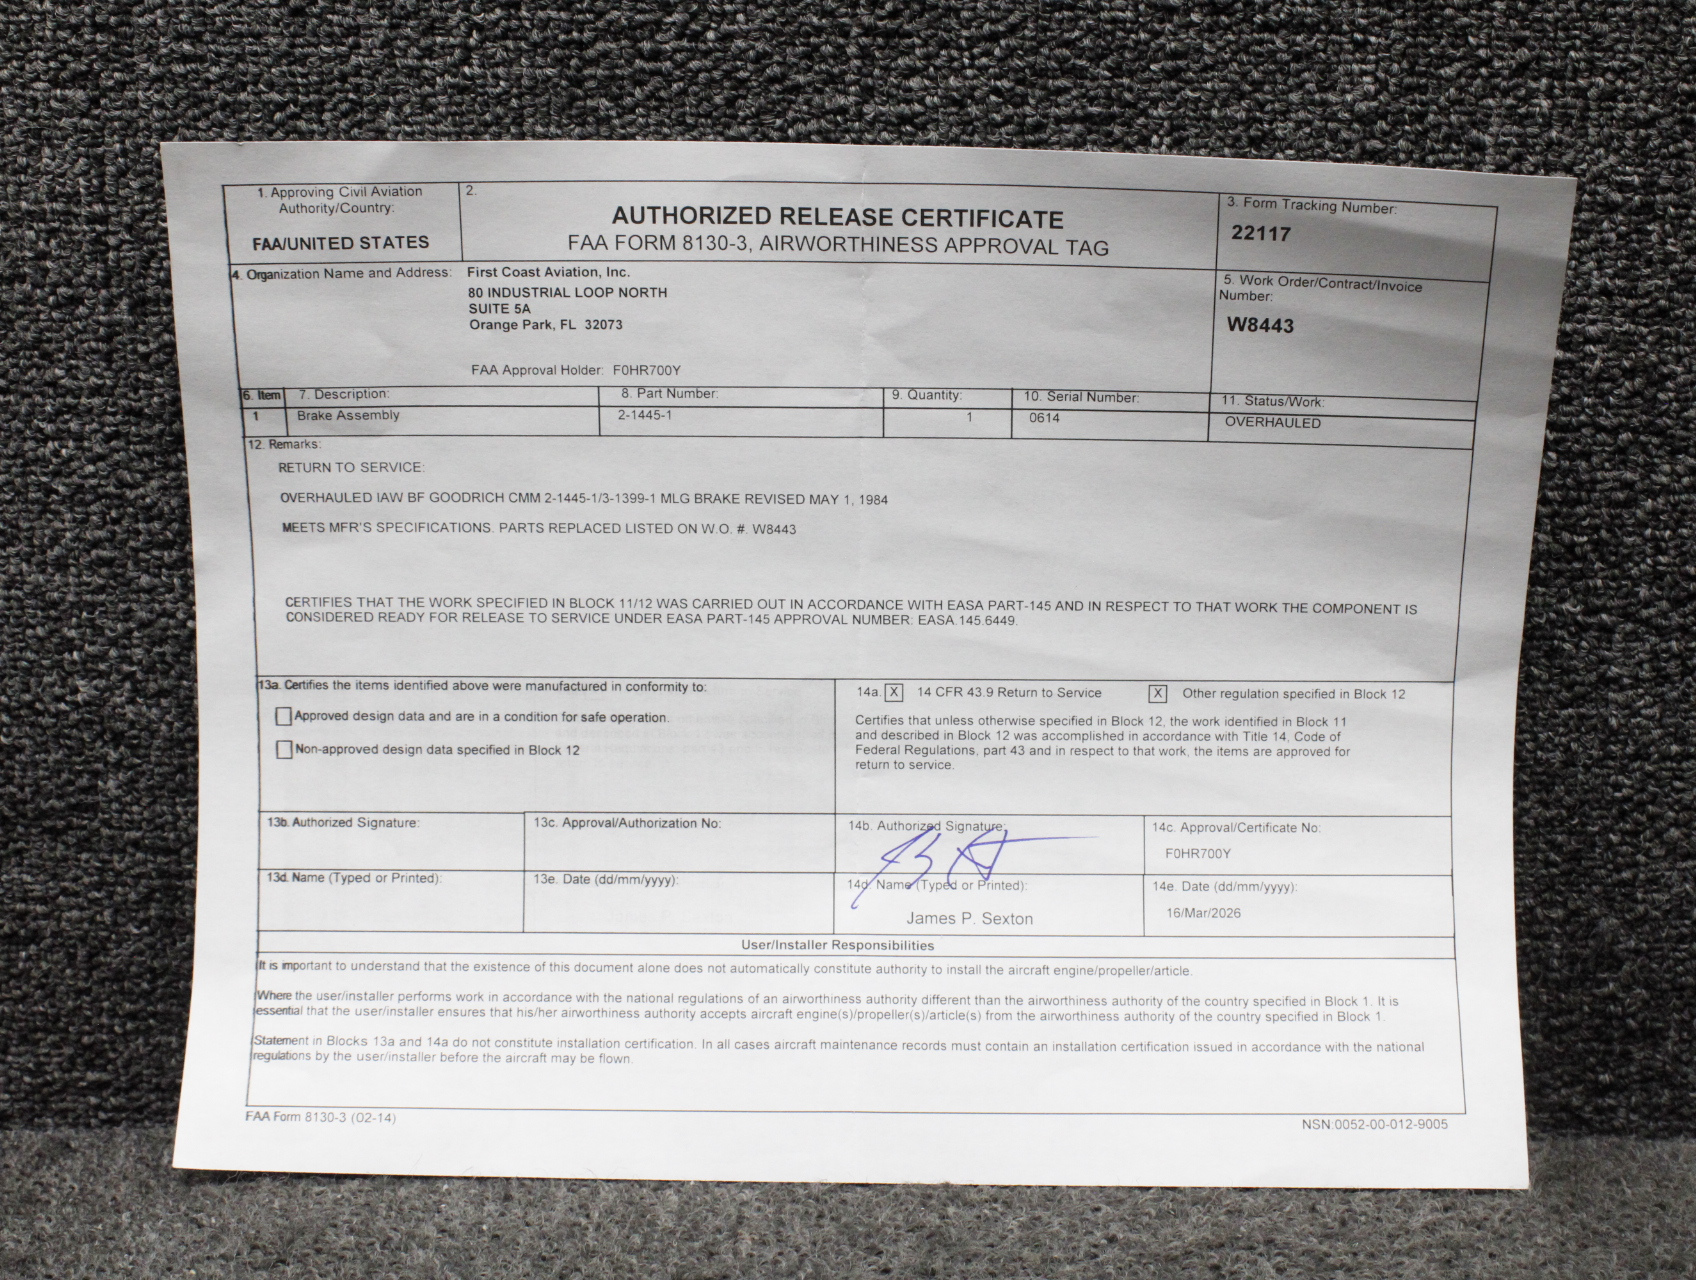 1. Approving Civil Aviation
Authority/Country:
FAA/UNITED STATES
2.
AUTHORIZED RELEASE CERTIFICATE
FAA FORM 8130-3, AIRWORTHINESS APPROVAL TAG
3. Form Tracking Number:
22117
4. Organization Name and Address:
First Coast Aviation, Inc.
80 INDUSTRIAL LOOP NORTH
SUITE 5A
Orange Park, FL 32073
FAA Approval Holder: F0HR700Y
5. Work Order/Contract/Invoice
Number:
W8443
6. Item
7. Description:
8. Part Number:
9. Quantity:
10. Serial Number:
11. Status/Work:
1
Brake Assembly
2-1445-1
1
0614
OVERHAULED
12. Remarks:
RETURN TO SERVICE:
OVERHAULED IAW BF GOODRICH CMM 2-1445-1/3-1399-1 MLG BRAKE REVISED MAY 1, 1984
MEETS MFR'S SPECIFICATIONS. PARTS REPLACED LISTED ON W.O. #. W8443
CERTIFIES THAT THE WORK SPECIFIED IN BLOCK 11/12 WAS CARRIED OUT IN ACCORDANCE WITH EASA PART-145 AND IN RESPECT TO THAT WORK THE COMPONENT IS
CONSIDERED READY FOR RELEASE TO SERVICE UNDER EASA PART-145 APPROVAL NUMBER: EASA.145.6449.
13a. Certifies the items identified above were manufactured in conformity to:
Approved design data and are in a condition for safe operation.
Non-approved design data specified in Block 12
14a. X 14 CFR 43.9 Return to Service X Other regulation specified in Block 12
Certifies that unless otherwise specified in Block 12, the work identified in Block 11
and described in Block 12 was accomplished in accordance with Title 14, Code of
Federal Regulations, part 43 and in respect to that work, the items are approved for
return to service.
13b. Authorized Signature:
13c. Approval/Authorization No:
14b. Authorized Signature:
14c. Approval/Certificate No:
F0HR700Y
13d. Name (Typed or Printed):
13e. Date (dd/mm/yyyy):
14d. Name (Typed or Printed):
James P. Sexton
14e. Date (dd/mm/yyyy):
16/Mar/2026
User/Installer Responsibilities
It is important to understand that the existence of this document alone does not automatically constitute authority to install the aircraft engine/propeller/article.
Where the user/installer performs work in accordance with the national regulations of an airworthiness authority different than the airworthiness authority of the country specified in Block 1. It is
essential that the user/installer ensures that his/her airworthiness authority accepts aircraft engine(s)/propeller(s)/article(s) from the airworthiness authority of the country specified in Block 1.
Statement in Blocks 13a and 14a do not constitute installation certification. In all cases aircraft maintenance records must contain an installation certification issued in accordance with the national
regulations by the user/installer before the aircraft may be flown.
FAA Form 8130-3 (02-14)
NSN:0052-00-012-9005